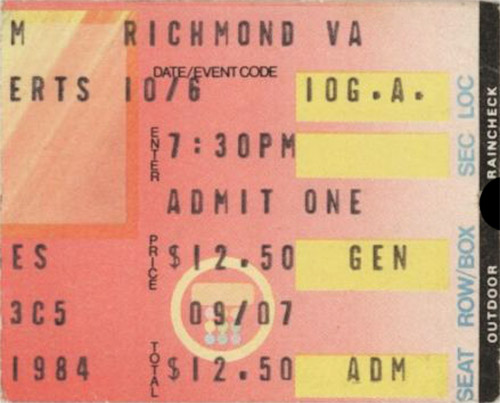 M RICHMOND VA
DATE/EVENT CODE
ERTS 10/6 10G.A.
ENTER 7:30PM
ADMIT ONE
ES PRICE $12.50 GEN
3C5 09/07
1984 TOTAL $12.50 ADM
SEC LOC
SEAT ROW/BOX
OUTDOOR RAINCHECK